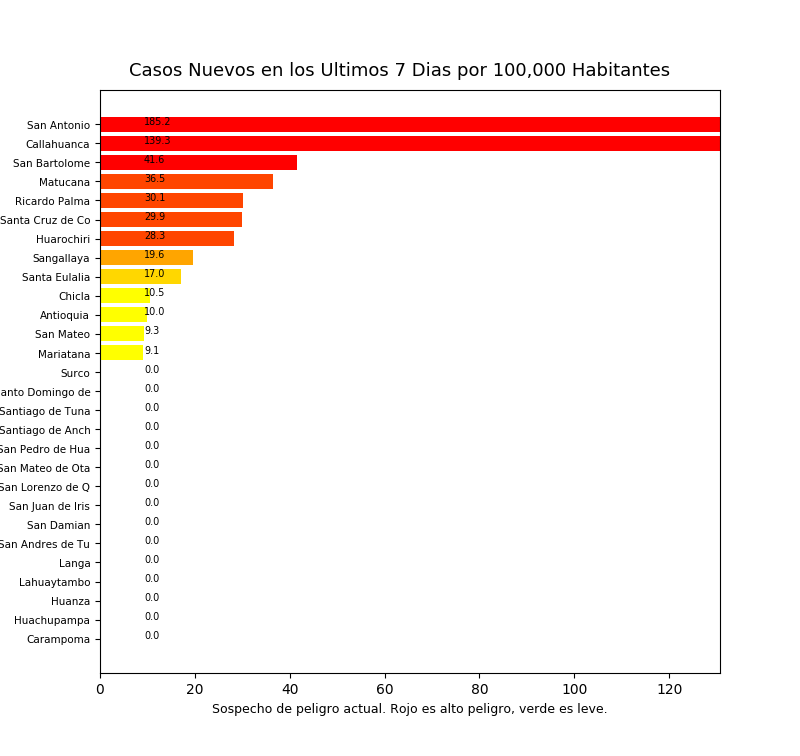 Casos Nuevos en los Ultimos 7 Dias por 100,000 Habitantes
San Antonio 185.2
Callahuanca 139.3
San Bartolome 41.6
Matucana 36.5
Ricardo Palma 30.1
Santa Cruz de Co 29.9
Huarochiri 28.3
Sangallaya 19.6
Santa Eulalia 17.0
Chicla 10.5
Antioquia 10.0
San Mateo 9.3
Mariatana 9.1
Surco 0.0
anto Domingo de 0.0
Santiago de Tuna 0.0
Santiago de Anch 0.0
San Pedro de Hua 0.0
San Mateo de Ota 0.0
San Lorenzo de Q 0.0
San Juan de Iris 0.0
San Damian 0.0
San Andres de Tu 0.0
Langa 0.0
Lahuaytambo 0.0
Huanza 0.0
Huachupampa 0.0
Carampoma 0.0
0 20 40 60 80 100 120
Sospecho de peligro actual. Rojo es alto peligro, verde es leve.